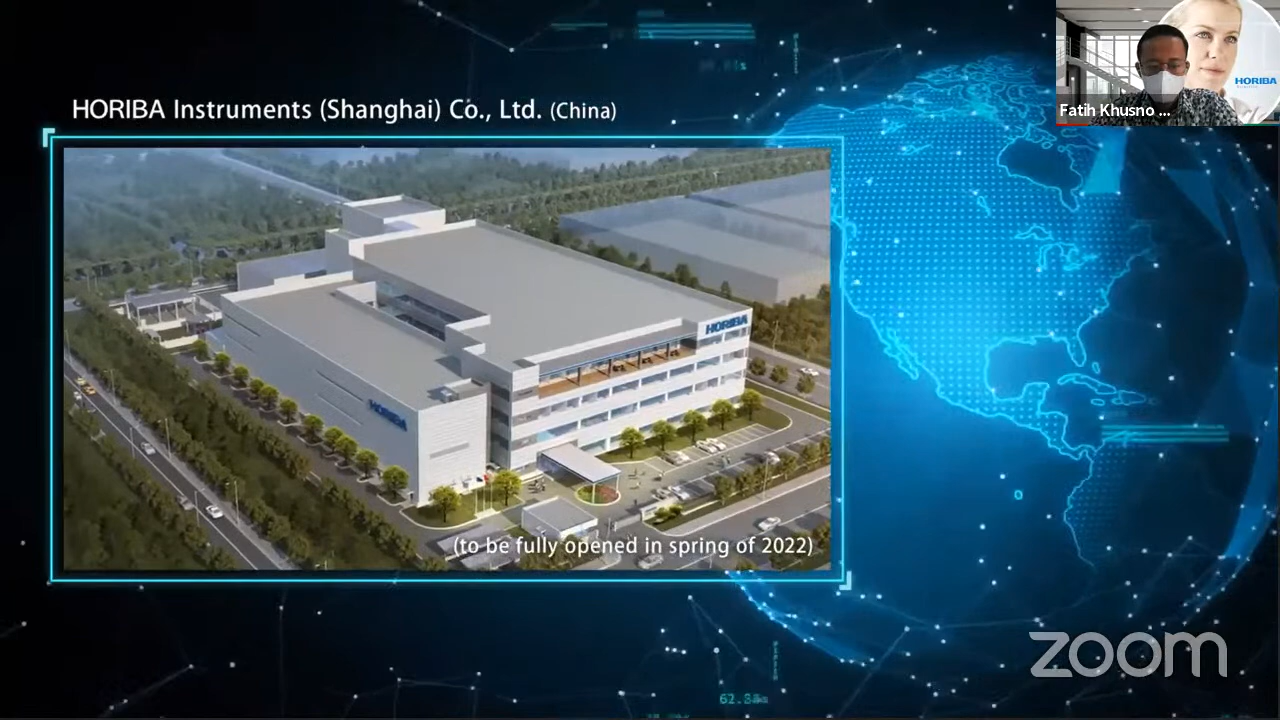 HORIBA
Fatih Khusno ...
HORIBA Instruments (Shanghai) Co., Ltd. (China)
HORIBA
HORIBA
(to be fully opened in spring of 2022)
zoom